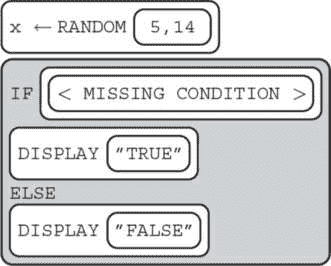 x ← RANDOM 5,14
IF < MISSING CONDITION >
DISPLAY "TRUE"
ELSE
DISPLAY "FALSE"